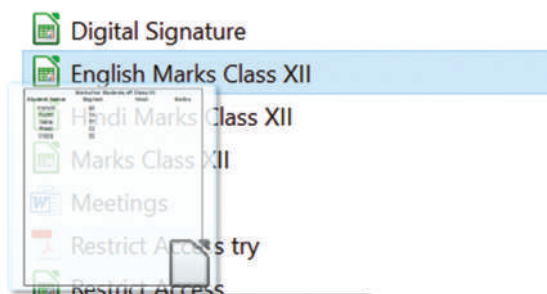 Digital Signature
English Marks Class XII
Hindi Marks Class XII
Marks Class XII
Meetings
Restrict Access try
Restrict Access